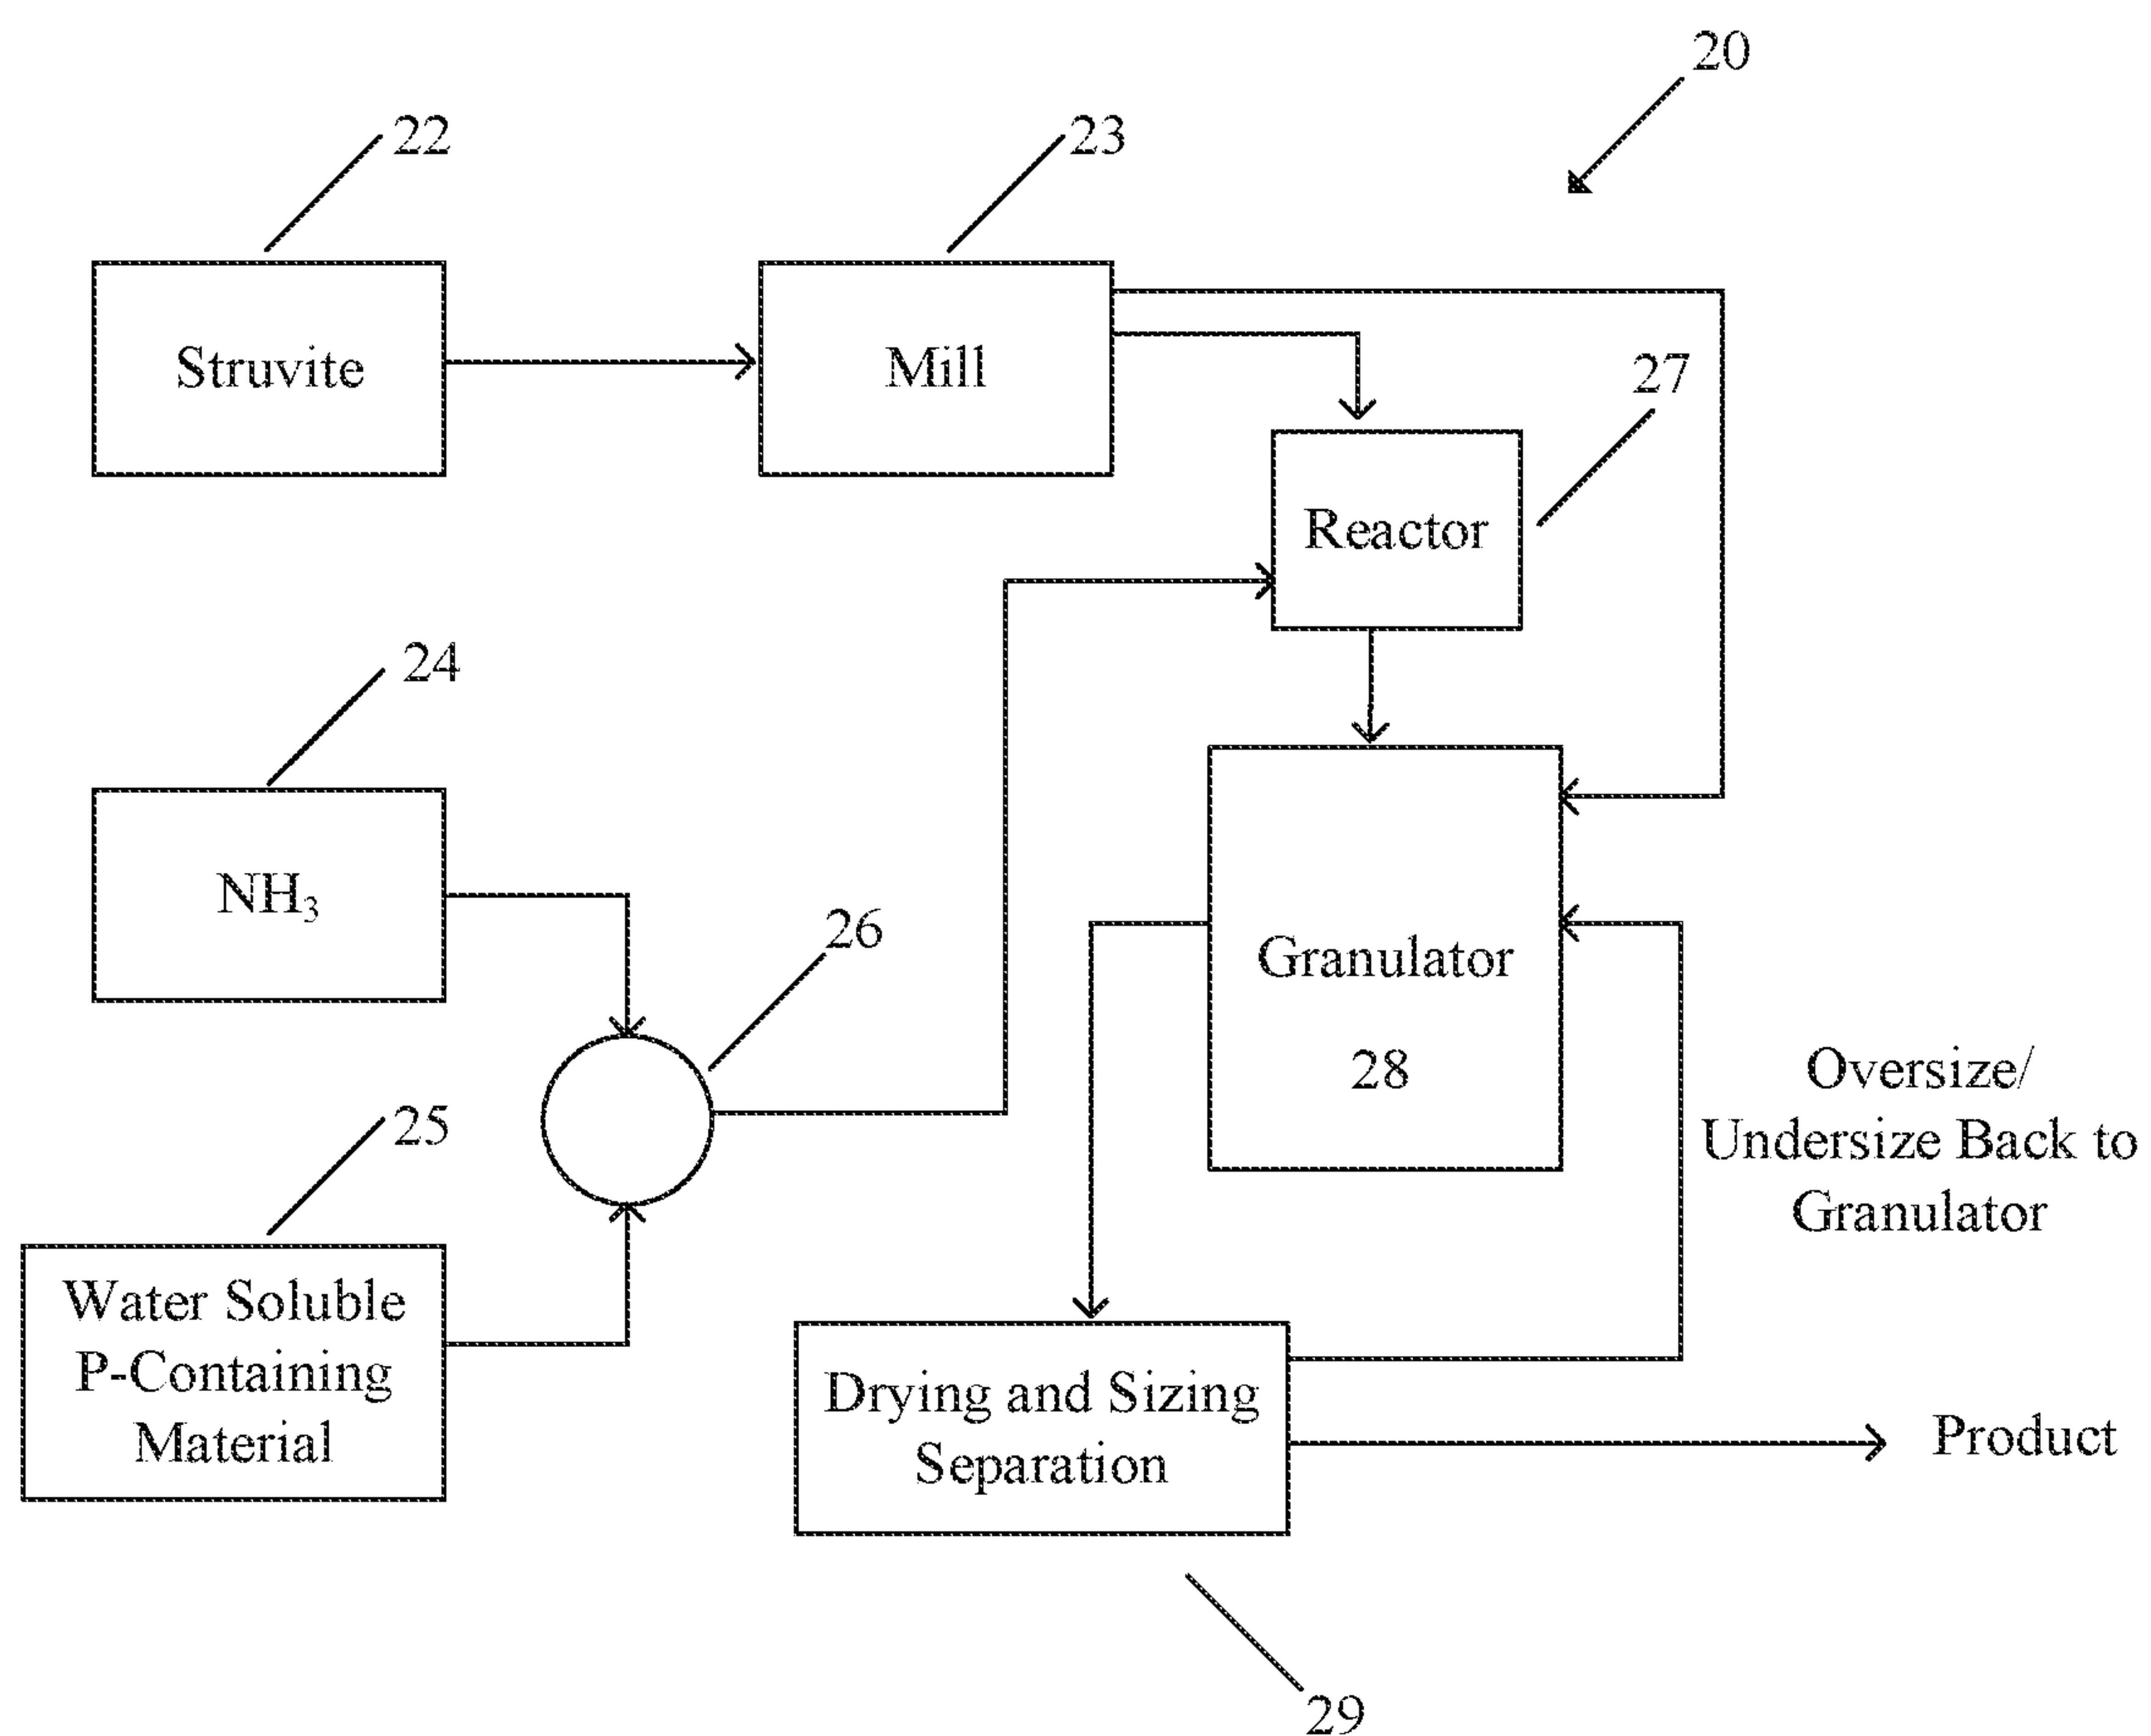 20
22
23
Struvite
Mill
27
Reactor
24
NH₃
26
Granulator
28
25
Oversize/
Undersize Back to
Granulator
Water Soluble
P-Containing
Material
Drying and Sizing
Separation
Product
29